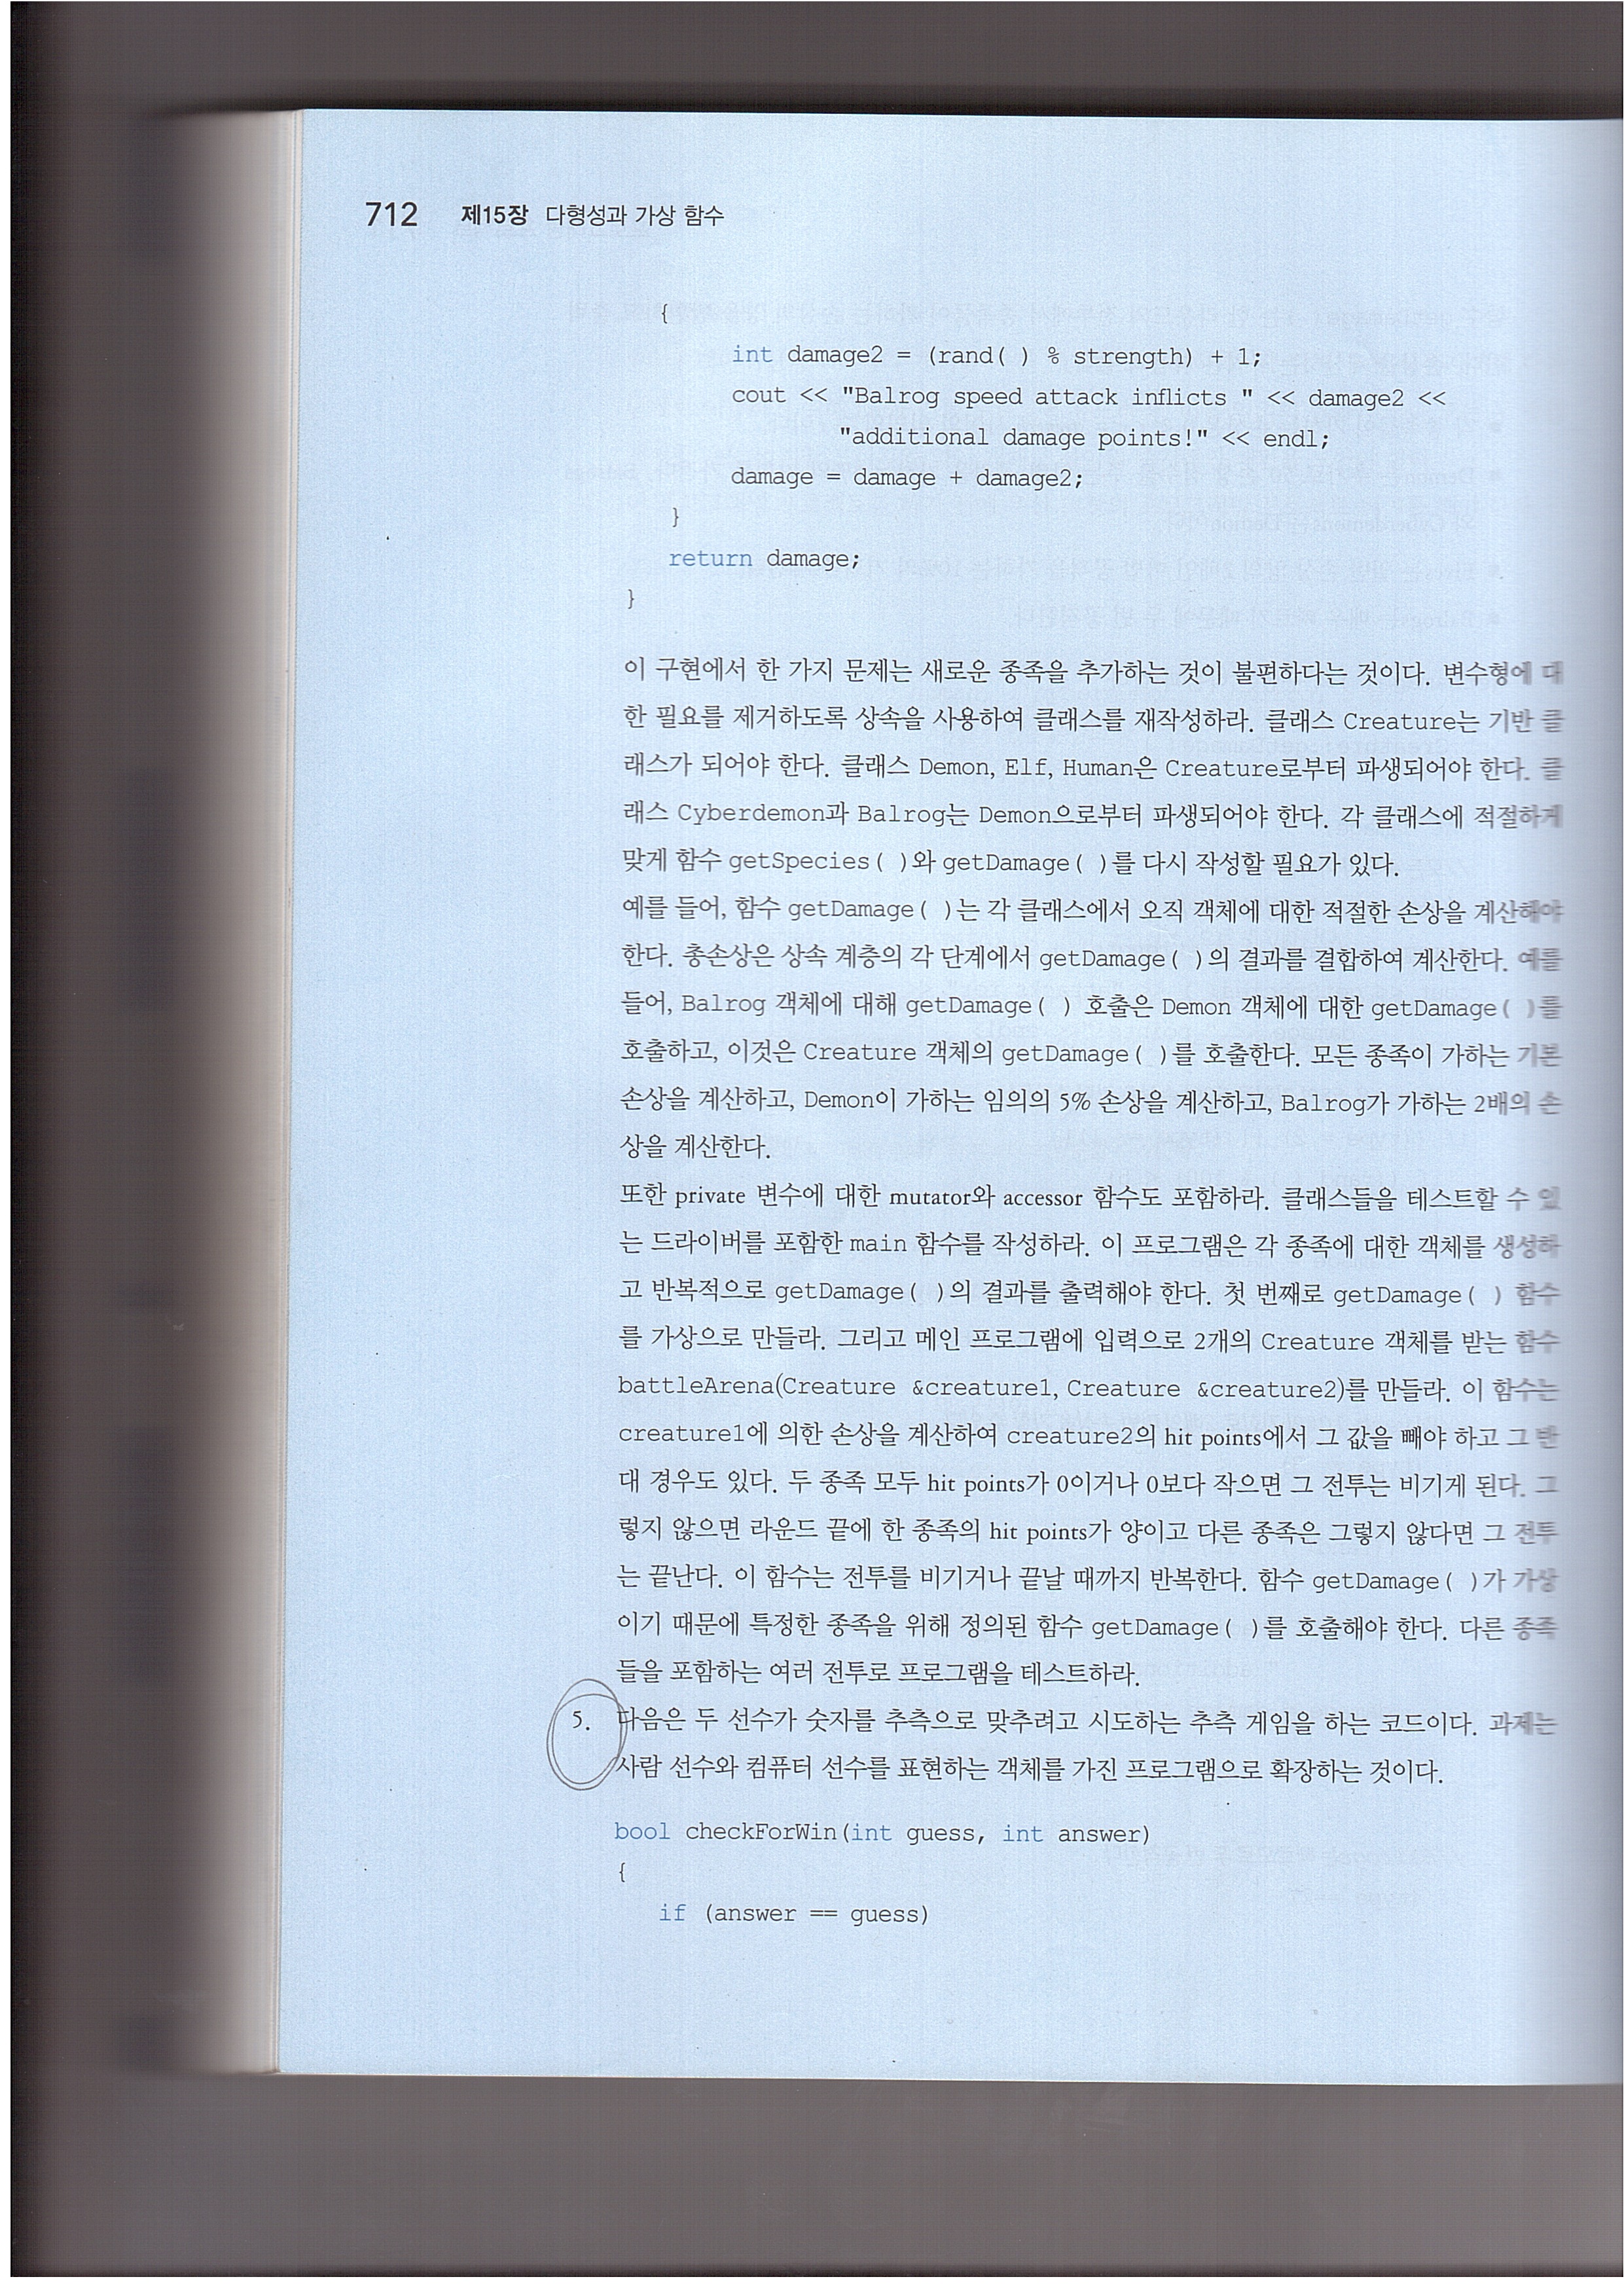 712 제15장 다형성과 가상 함수
{
int damage2 = (rand( ) % strength) + 1;
cout << "Balrog speed attack inflicts " << damage2 <<
"additional damage points!" << endl;
damage = damage + damage2;
}
return damage;
}
이 구현에서 한 가지 문제는 새로운 종족을 추가하는 것이 불편하다는 것이다. 변수형에 대
한 필요를 제거하도록 상속을 사용하여 클래스를 재작성하라. 클래스 Creature는 기반 클
래스가 되어야 한다. 클래스 Demon, Elf, Human은 Creature로부터 파생되어야 한다. 클
래스 Cyberdemon과 Balrog는 Demon으로부터 파생되어야 한다. 각 클래스에 적절하게
맞게 함수 getSpecies( )와 getDamage( )를 다시 작성할 필요가 있다.
예를 들어, 함수 getDamage( )는 각 클래스에서 오직 객체에 대한 적절한 손상을 계산해야
한다. 총손상은 상속 계층의 각 단계에서 getDamage( )의 결과를 결합하여 계산한다. 예를
들어, Balrog 객체에 대해 getDamage( ) 호출은 Demon 객체에 대한 getDamage( )를
호출하고, 이것은 Creature 객체의 getDamage( )를 호출한다. 모든 종족이 가하는 기본
손상을 계산하고, Demon이 가하는 임의의 5% 손상을 계산하고, Balrog가 가하는 2배의 손
상을 계산한다.
또한 private 변수에 대한 mutator와 accessor 함수도 포함하라. 클래스들을 테스트할 수 있
는 드라이버를 포함한 main 함수를 작성하라. 이 프로그램은 각 종족에 대한 객체를 생성하
고 반복적으로 getDamage( )의 결과를 출력해야 한다. 첫 번째로 getDamage( ) 함수
를 가상으로 만들라. 그리고 메인 프로그램에 입력으로 2개의 Creature 객체를 받는 함수
battleArena(Creature &creature1, Creature &creature2)를 만들라. 이 함수는
creature1에 의한 손상을 계산하여 creature2의 hit points에서 그 값을 빼야 하고 그 반
대 경우도 있다. 두 종족 모두 hit points가 0이거나 0보다 작으면 그 전투는 비기게 된다. 그
렇지 않으면 라운드 끝에 한 종족의 hit points가 양이고 다른 종족은 그렇지 않다면 그 전투
는 끝난다. 이 함수는 전투를 비기거나 끝날 때까지 반복한다. 함수 getDamage( )가 가상
이기 때문에 특정한 종족을 위해 정의된 함수 getDamage( )를 호출해야 한다. 다른 종족
들을 포함하는 여러 전투로 프로그램을 테스트하라.
5. 다음은 두 선수가 숫자를 추측으로 맞추려고 시도하는 추측 게임을 하는 코드이다. 과제는
사람 선수와 컴퓨터 선수를 표현하는 객체를 가진 프로그램으로 확장하는 것이다.
bool checkForWin(int guess, int answer)
{
if (answer == guess)